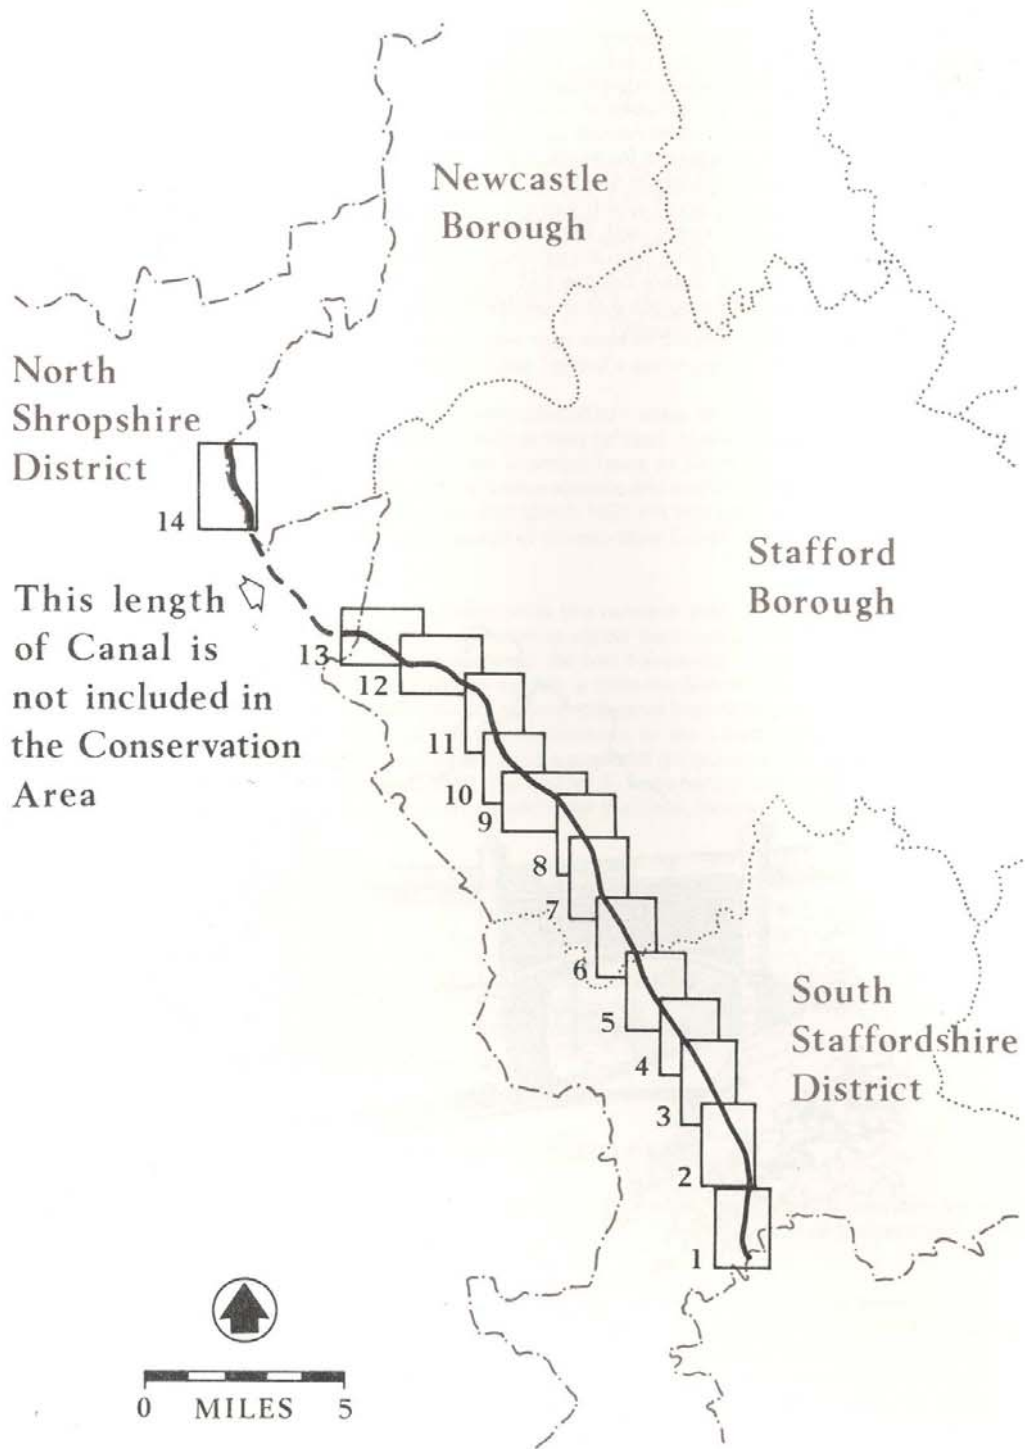 Newcastle
Borough
North
Shropshire
District
14
Stafford
Borough
This length
of Canal is
not included in
the Conservation
Area
13
12
11
10
9
8
7
6
5
4
3
2
1
South
Staffordshire
District
0 MILES 5